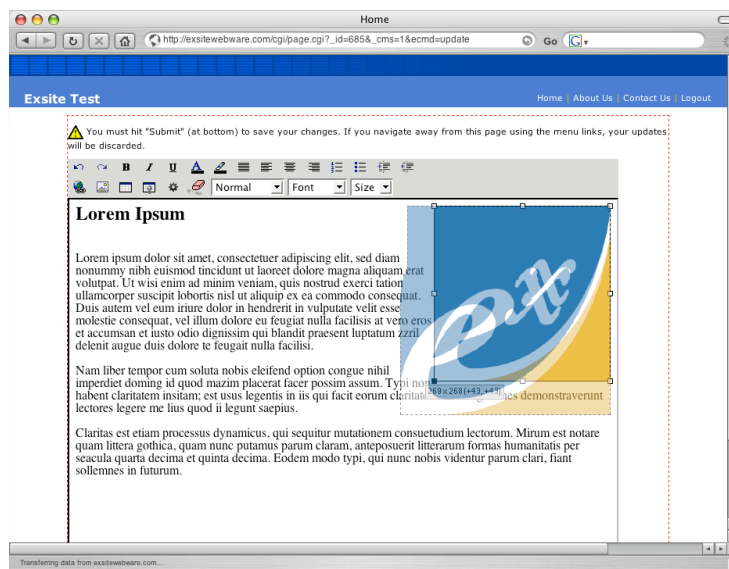 Home
http://exsitewebware.com/cgi/page.cgi?_id=685&_cms=1&ecmd=update
Go
G
Exsite Test
Home | About Us | Contact Us | Logout
You must hit "Submit" (at bottom) to save your changes. If you navigate away from this page using the menu links, your updates
will be discarded.
B I U A
Normal Font Size
Lorem Ipsum
Lorem ipsum dolor sit amet, consectetuer adipiscing elit, sed diam
nonummy nibh euismod tincidunt ut laoreet dolore magna aliquam erat
volutpat. Ut wisi enim ad minim veniam, quis nostrud exerci tation
ullamcorper suscipit lobortis nisl ut aliquip ex ea commodo consequat.
Duis autem vel eum iriure dolor in hendrerit in vulputate velit esse
molestie consequat, vel illum dolore eu feugiat nulla facilisis at vero eros
et accumsan et iusto odio dignissim qui blandit praesent luptatum zzril
delenit augue duis dolore te feugait nulla facilisi.
ex
Nam liber tempor cum soluta nobis eleifend option congue nihil
imperdiet doming id quod mazim placerat facer possim assum. Typi non
habent claritatem insitam; est usus legentis in iis qui facit eorum demonstraverunt
269x268(+43,+43)
lectores legere me lius quod ii legunt saepius.
Claritas est etiam processus dynamicus, qui sequitur mutationem consuetudium lectorum. Mirum est notare
quam littera gothica, quam nunc putamus parum claram, anteposuerit litterarum formas humanitatis per
seacula quarta decima et quinta decima. Eodem modo typi, qui nunc nobis videntur parum clari, fiant
sollemnes in futurum.
Transferring data from exsitewebware.com...